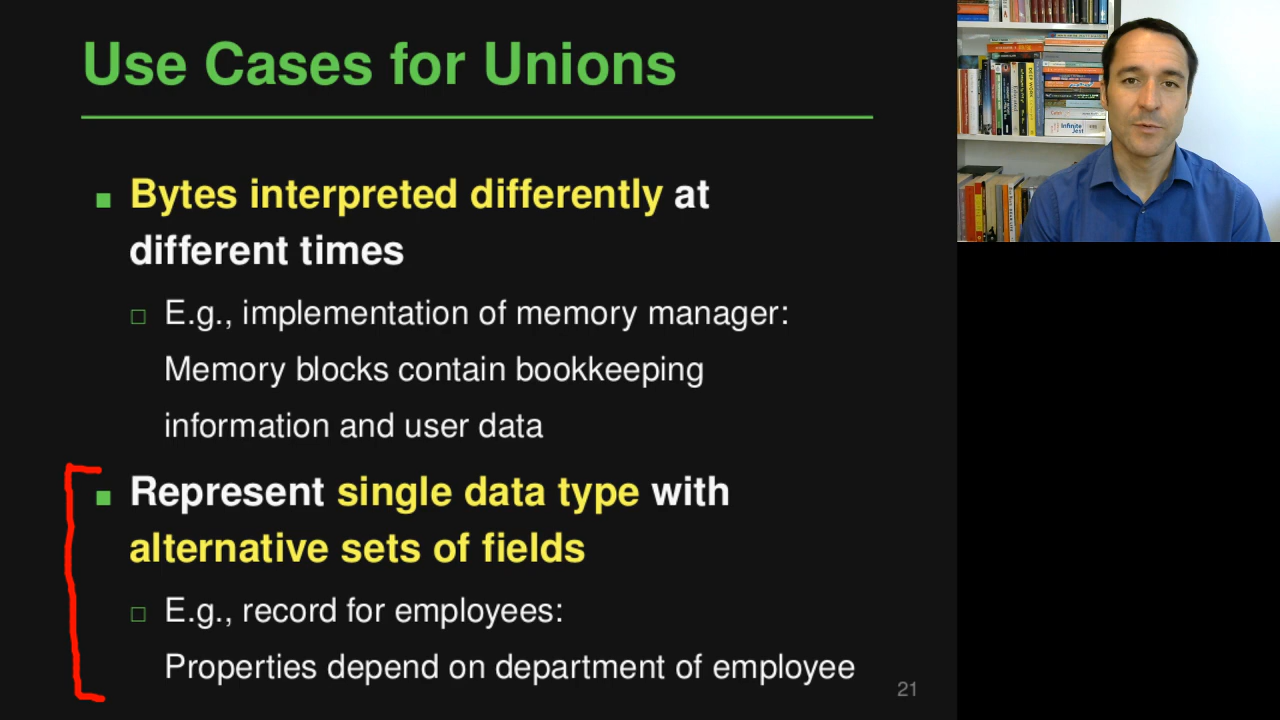 Use Cases for Unions
Bytes interpreted differently at
different times
E.g., implementation of memory manager:
Memory blocks contain bookkeeping
information and user data
Represent single data type with
alternative sets of fields
E.g., record for employees:
Properties depend on department of employee
21
Infinite
Jest